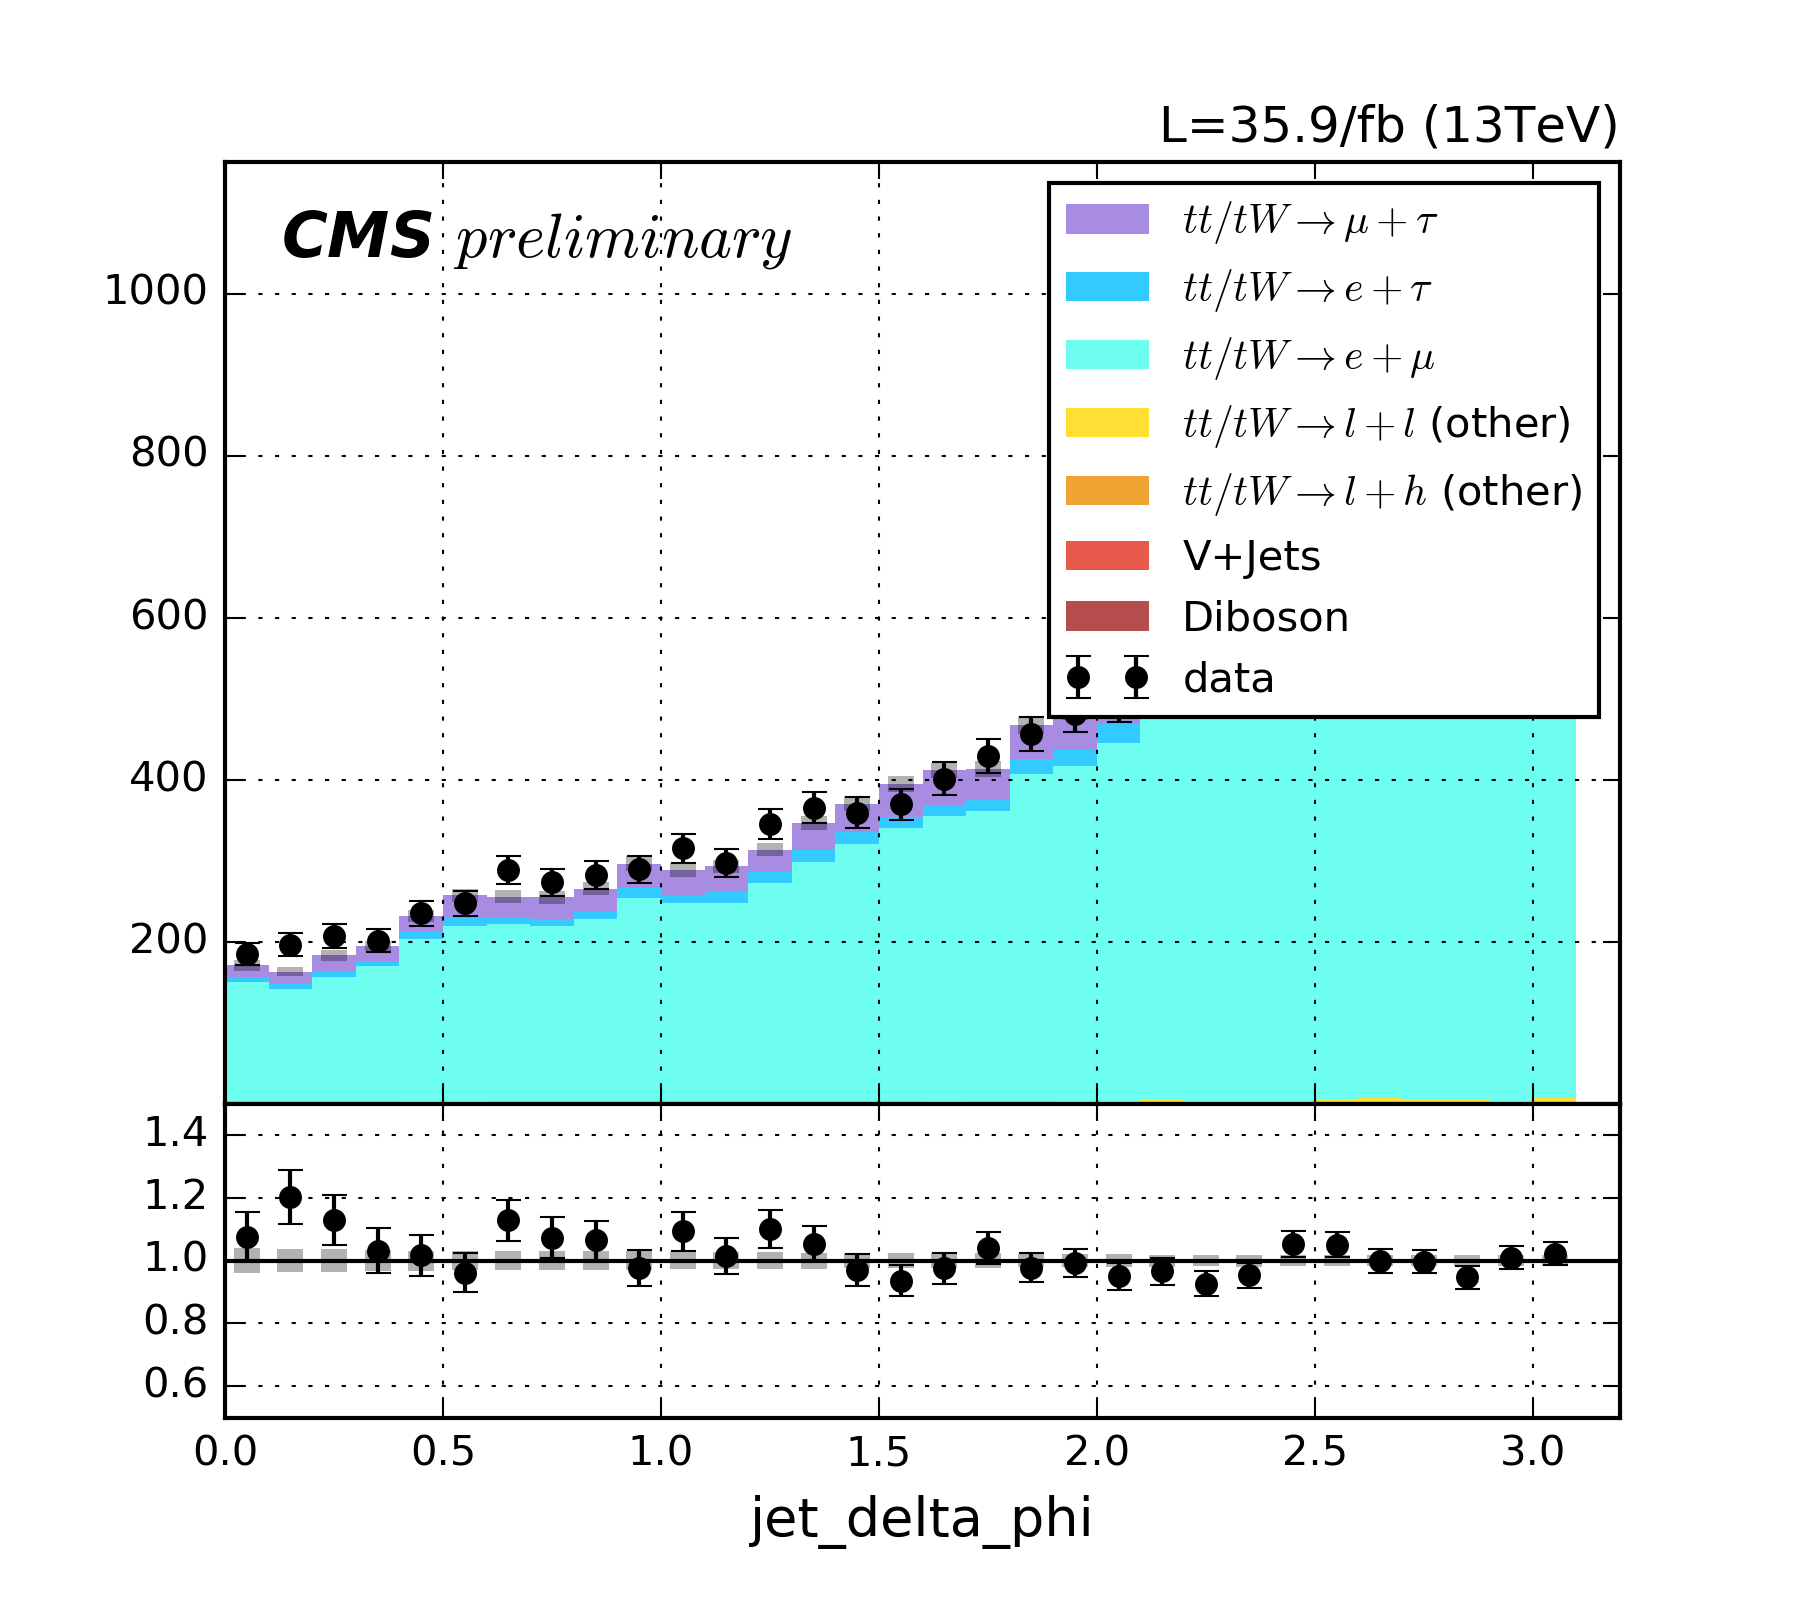 L=35.9/fb (13TeV)
CMS preliminary
tt/tW → μ + τ
tt/tW → e + τ
tt/tW → e + μ
tt/tW → l + l (other)
tt/tW → l + h (other)
V+Jets
Diboson
data
1000
800
600
400
200
1.4
1.2
1.0
0.8
0.6
0.0 0.5 1.0 1.5 2.0 2.5 3.0
jet_delta_phi